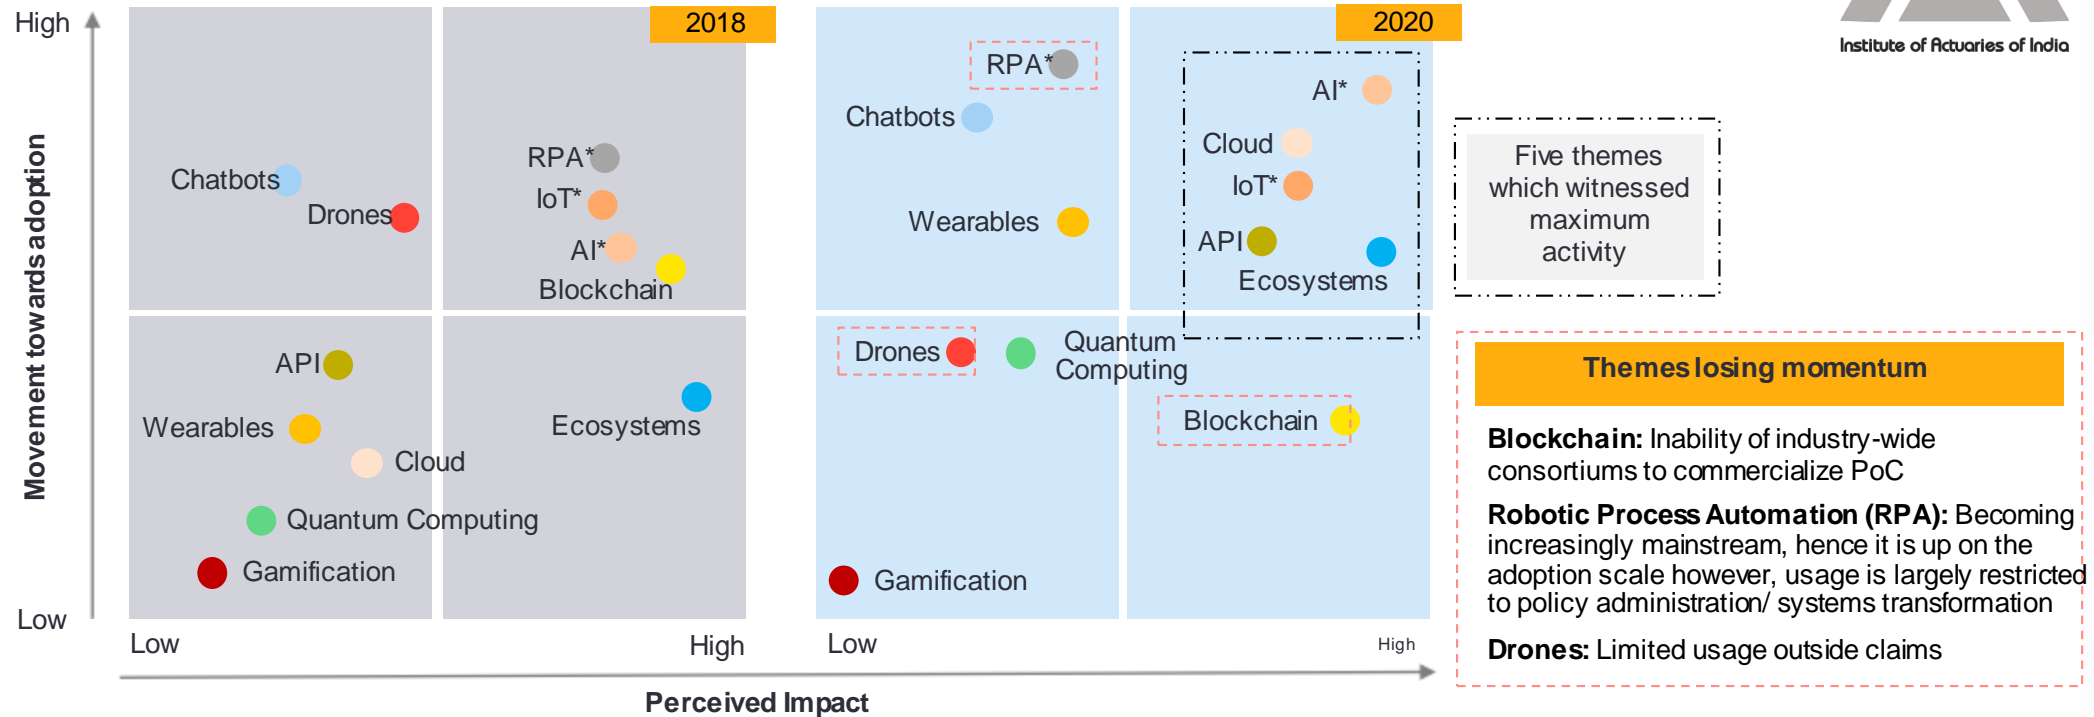 High
Low
Movement towards adoption
2018
Chatbots
Drones
RPA*
IoT*
AI*
Blockchain
API
Wearables
Cloud
Quantum Computing
Gamification
Ecosystems
Low
High
2020
RPA*
Chatbots
Wearables
AI*
Cloud
IoT*
API
Ecosystems
Drones
Quantum
Computing
Blockchain
Gamification
Low
High
Perceived Impact
Institute of Actuaries of India
Five themes
which witnessed
maximum
activity
Themes losing momentum
Blockchain: Inability of industry-wide
consortiums to commercialize PoC
Robotic Process Automation (RPA): Becoming
increasingly mainstream, hence it is up on the
adoption scale however, usage is largely restricted
to policy administration/ systems transformation
Drones: Limited usage outside claims